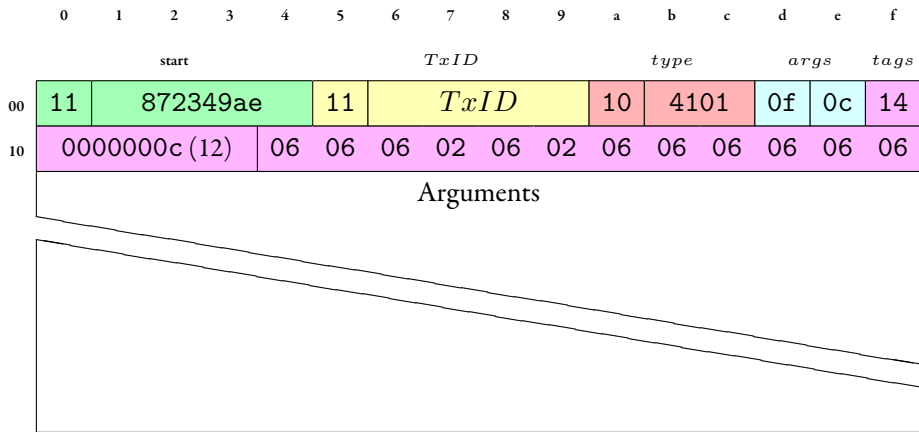 0 1 2 3 4 5 6 7 8 9 a b c d e f
start TxID type args tags
00 11 872349ae 11 TxID 10 4101 0f 0c 14
10 0000000c (12) 06 06 06 02 06 02 06 06 06 06 06 06
Arguments